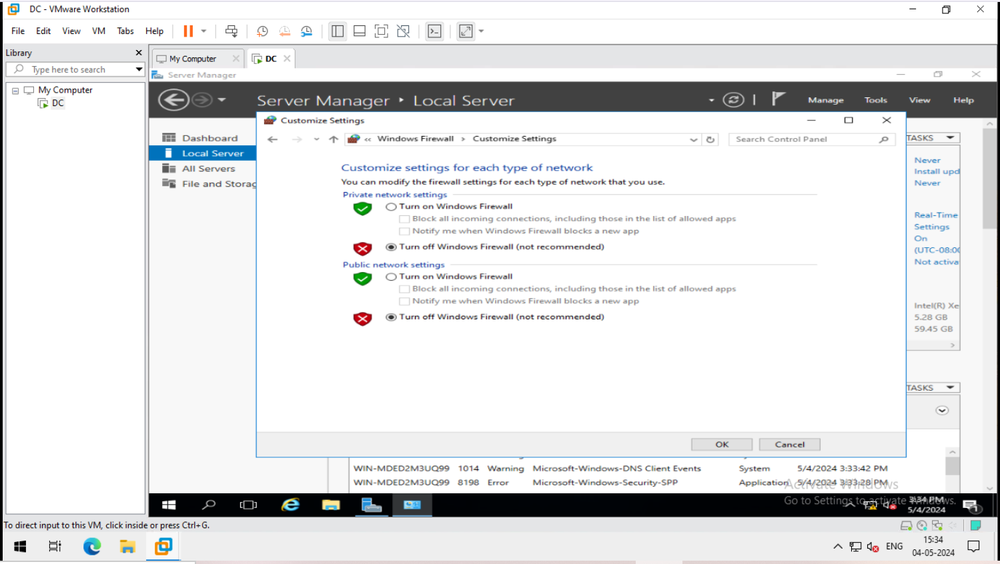 DC - VMware Workstation
File Edit View VM Tabs Help
Library
Type here to search
My Computer
DC
My Computer
DC
Server Manager
Server Manager ‣ Local Server
Manage Tools View Help
Dashboard
Local Server
All Servers
File and Storag
Customize Settings
« Windows Firewall > Customize Settings
Search Control Panel
Customize settings for each type of network
You can modify the firewall settings for each type of network that you use.
Private network settings
Turn on Windows Firewall
Block all incoming connections, including those in the list of allowed apps
Notify me when Windows Firewall blocks a new app
Turn off Windows Firewall (not recommended)
Public network settings
Turn on Windows Firewall
Block all incoming connections, including those in the list of allowed apps
Notify me when Windows Firewall blocks a new app
Turn off Windows Firewall (not recommended)
OK Cancel
TASKS
Never
Install upd
Never
Real-Time
Settings
On
(UTC-08:00
Not activa
Intel(R) Xe
5.28 GB
59.45 GB
TASKS
WIN-MDED2M3UQ99 1014 Warning Microsoft-Windows-DNS Client Events System 5/4/2024 3:33:42 PM
WIN-MDED2M3UQ99 8198 Error Microsoft-Windows-Security-SPP Application 5/4/2024 3:33:28 PM
Activate Windows
Go to Settings to activate Windows.
3:34 PM
5/4/2024
1
To direct input to this VM, click inside or press Ctrl+G.
ENG
15:34
04-05-2024